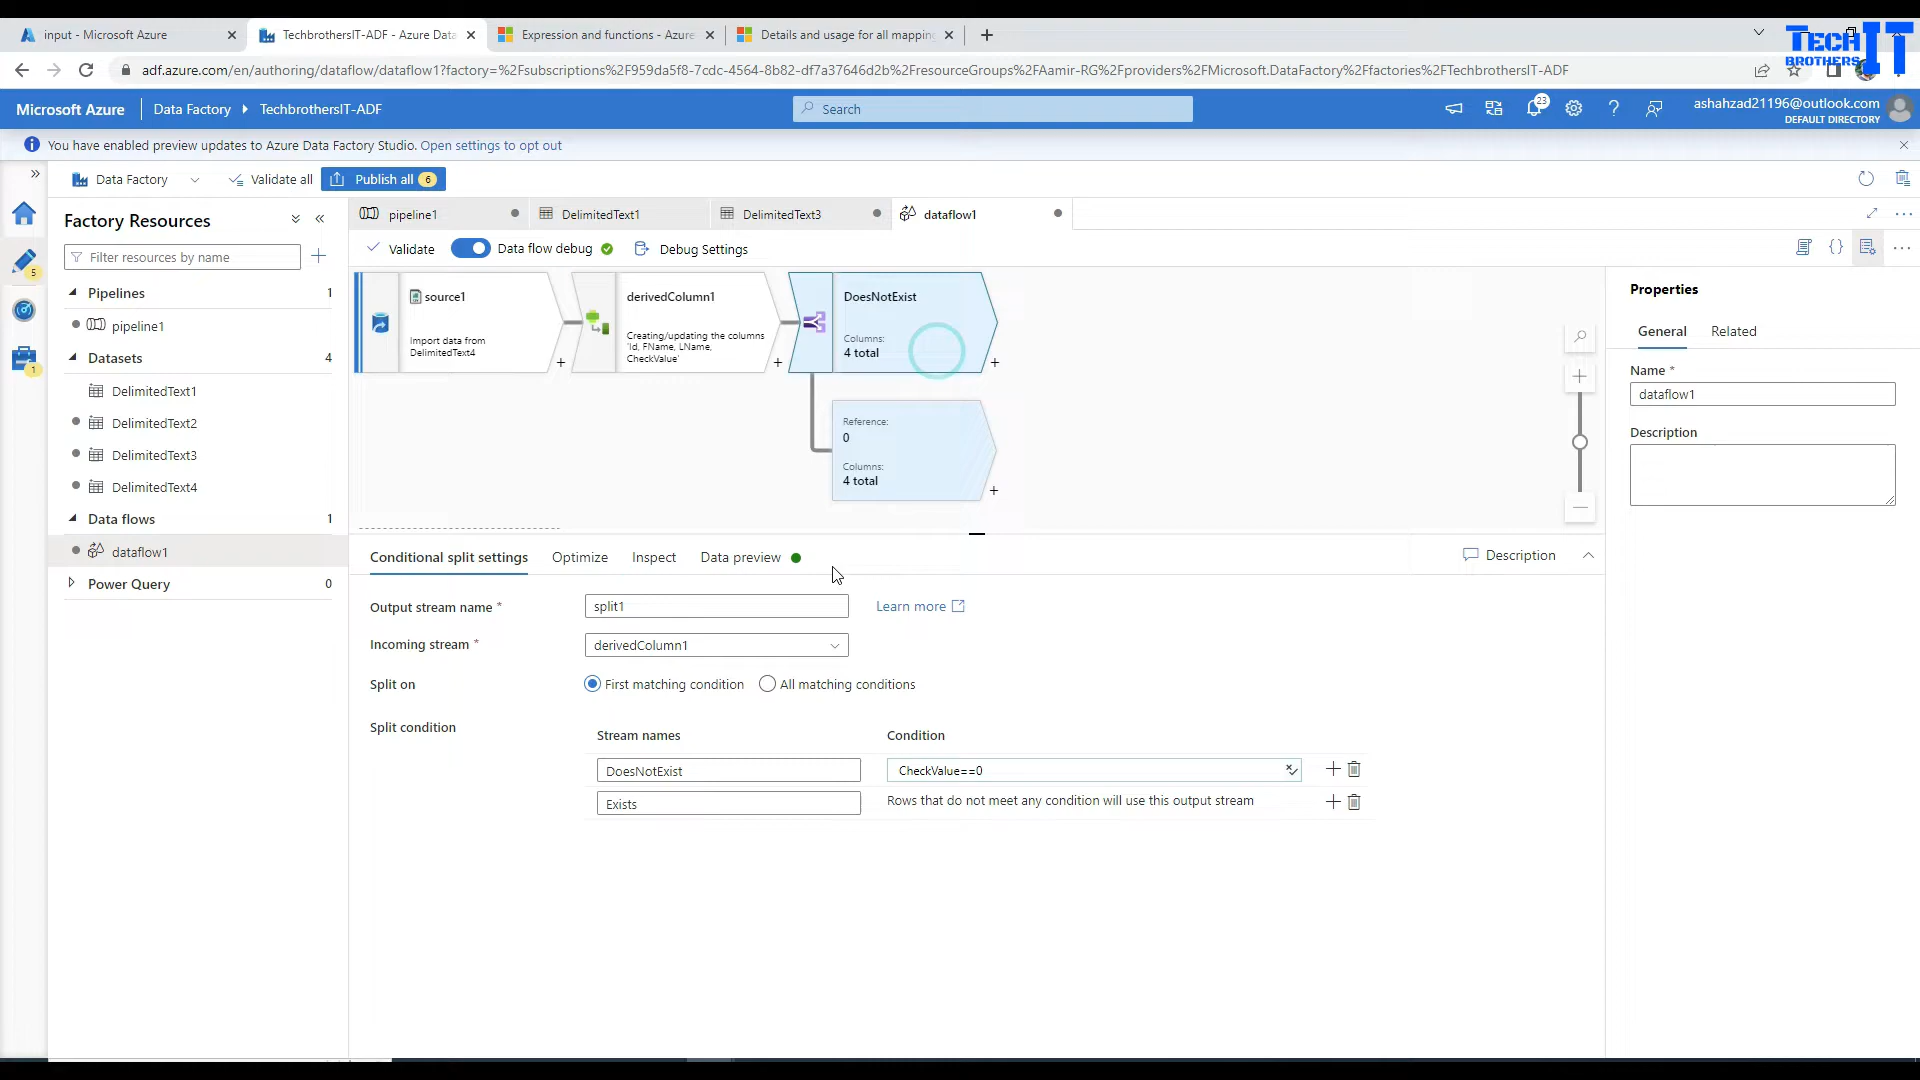 input - Microsoft Azure
TechbrothersIT-ADF - Azure Data
Expression and functions - Azure
Details and usage for all mapping
TECH IT
BROTHERS
adf.azure.com/en/authoring/dataflow/dataflow1?factory=%2Fsubscriptions%2F959da5f8-7cdc-4564-8b82-df7a37646d2b%2FresourceGroups%2FAamir-RG%2Fproviders%2FMicrosoft.DataFactory%2Ffactories%2FTechbrothersIT-ADF
Microsoft Azure
Data Factory
TechbrothersIT-ADF
Search
23
ashahzad21196@outlook.com
DEFAULT DIRECTORY
You have enabled preview updates to Azure Data Factory Studio. Open settings to opt out
Data Factory
Validate all
Publish all 6
Factory Resources
pipeline1
DelimitedText1
DelimitedText3
dataflow1
Filter resources by name
Validate
Data flow debug
Debug Settings
5
1
Pipelines 1
pipeline1
Datasets 4
DelimitedText1
DelimitedText2
DelimitedText3
DelimitedText4
Data flows 1
dataflow1
Power Query 0
source1
Import data from
DelimitedText4
derivedColumn1
Creating/updating the columns
'Id, FName, LName,
CheckValue'
DoesNotExist
Columns:
4 total
Reference:
0
Columns:
4 total
Properties
General
Related
Name *
dataflow1
Description
Conditional split settings
Optimize
Inspect
Data preview
Description
Output stream name *
split1
Learn more
Incoming stream *
derivedColumn1
Split on
First matching condition
All matching conditions
Split condition
Stream names
Condition
DoesNotExist
CheckValue==0
Exists
Rows that do not meet any condition will use this output stream